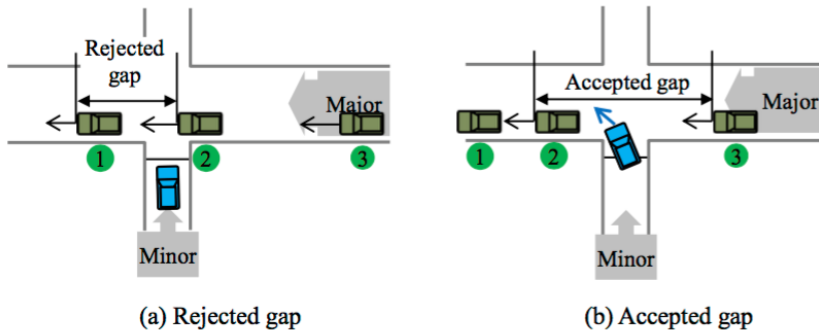 Rejected
gap
Major
1
2
3
Minor
(a) Rejected gap
Accepted gap
Major
1
2
3
Minor
(b) Accepted gap